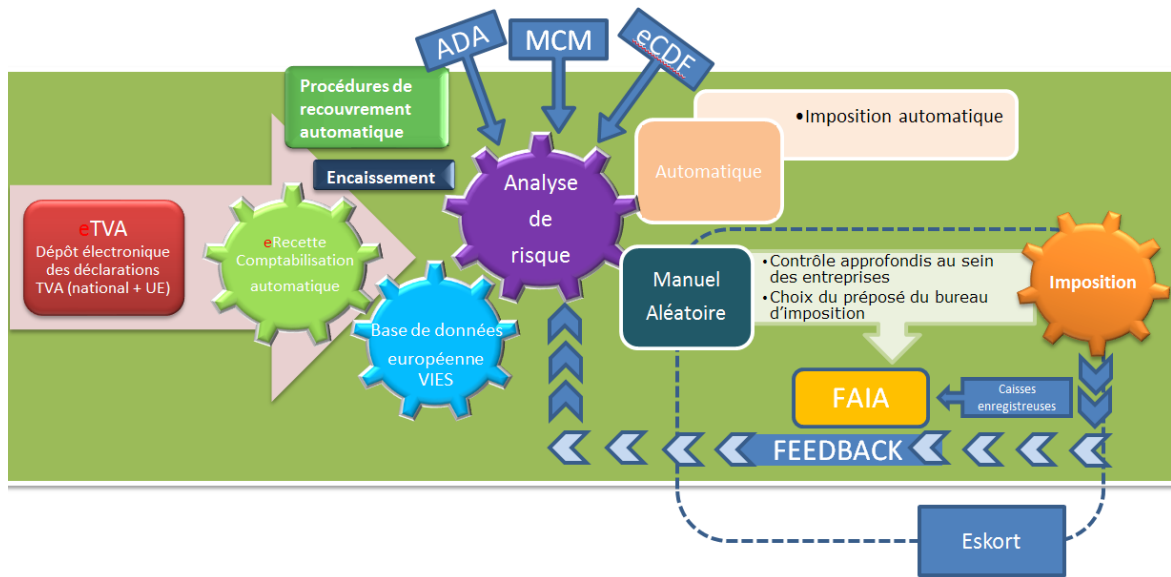 ADA
MCM
eCDF
Procédures de
recouvrement
automatique
Encaissement
eTVA
Dépôt électronique
des déclarations
TVA (national + UE)
eRecette
Comptabilisation
automatique
Base de données
européenne
VIES
Analyse
de
risque
•Imposition automatique
Automatique
Manuel
Aléatoire
•Contrôle approfondis au sein
des entreprises
•Choix du préposé du bureau
d'imposition
Imposition
FAIA
Caisses
enregistreuses
FEEDBACK
Eskort